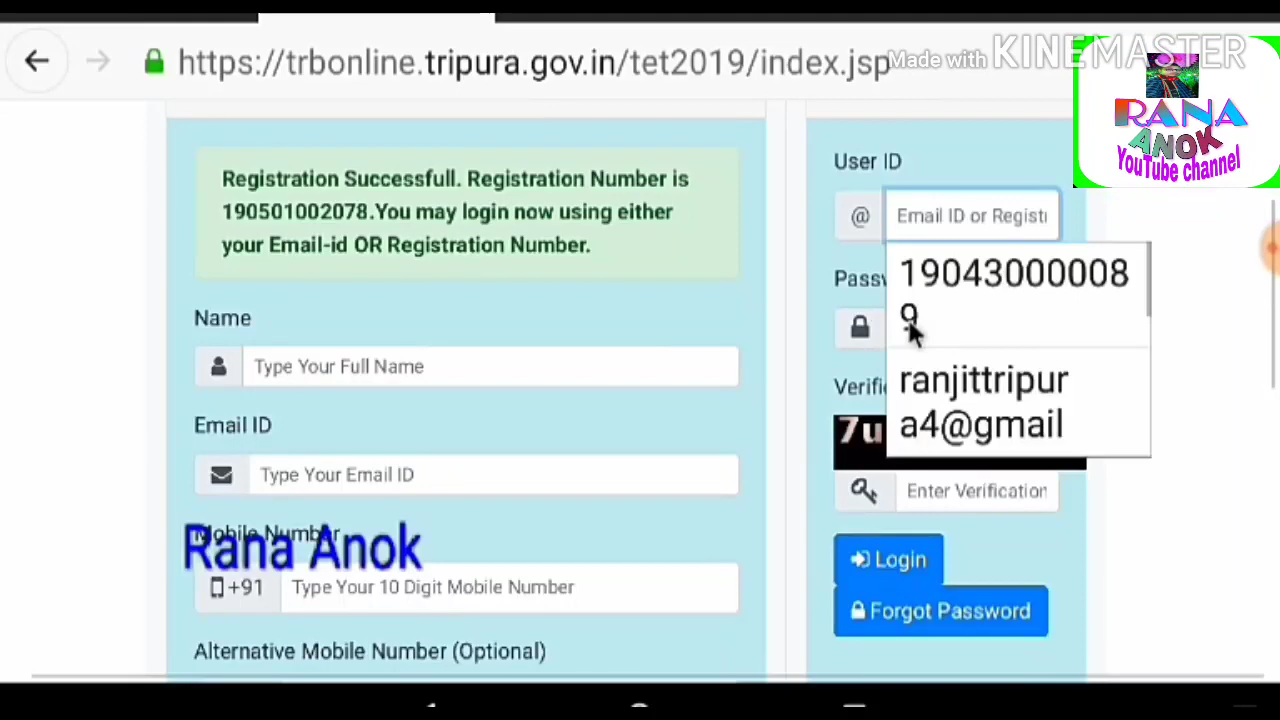 https://trbonline.tripura.gov.in/tet2019/index.jsp
Made with KINEMASTER
RANA
ANOK
YouTube channel
Registration Successfull. Registration Number is
190501002078.You may login now using either
your Email-id OR Registration Number.
Name
Type Your Full Name
Email ID
Type Your Email ID
Mobile Number
Rana Anok
+91 Type Your 10 Digit Mobile Number
Alternative Mobile Number (Optional)
User ID
@ Email ID or Registr
Passw
19043000008
9
ranjittripur
a4@gmail
Verific
7u
Enter Verification
Login
Forgot Password